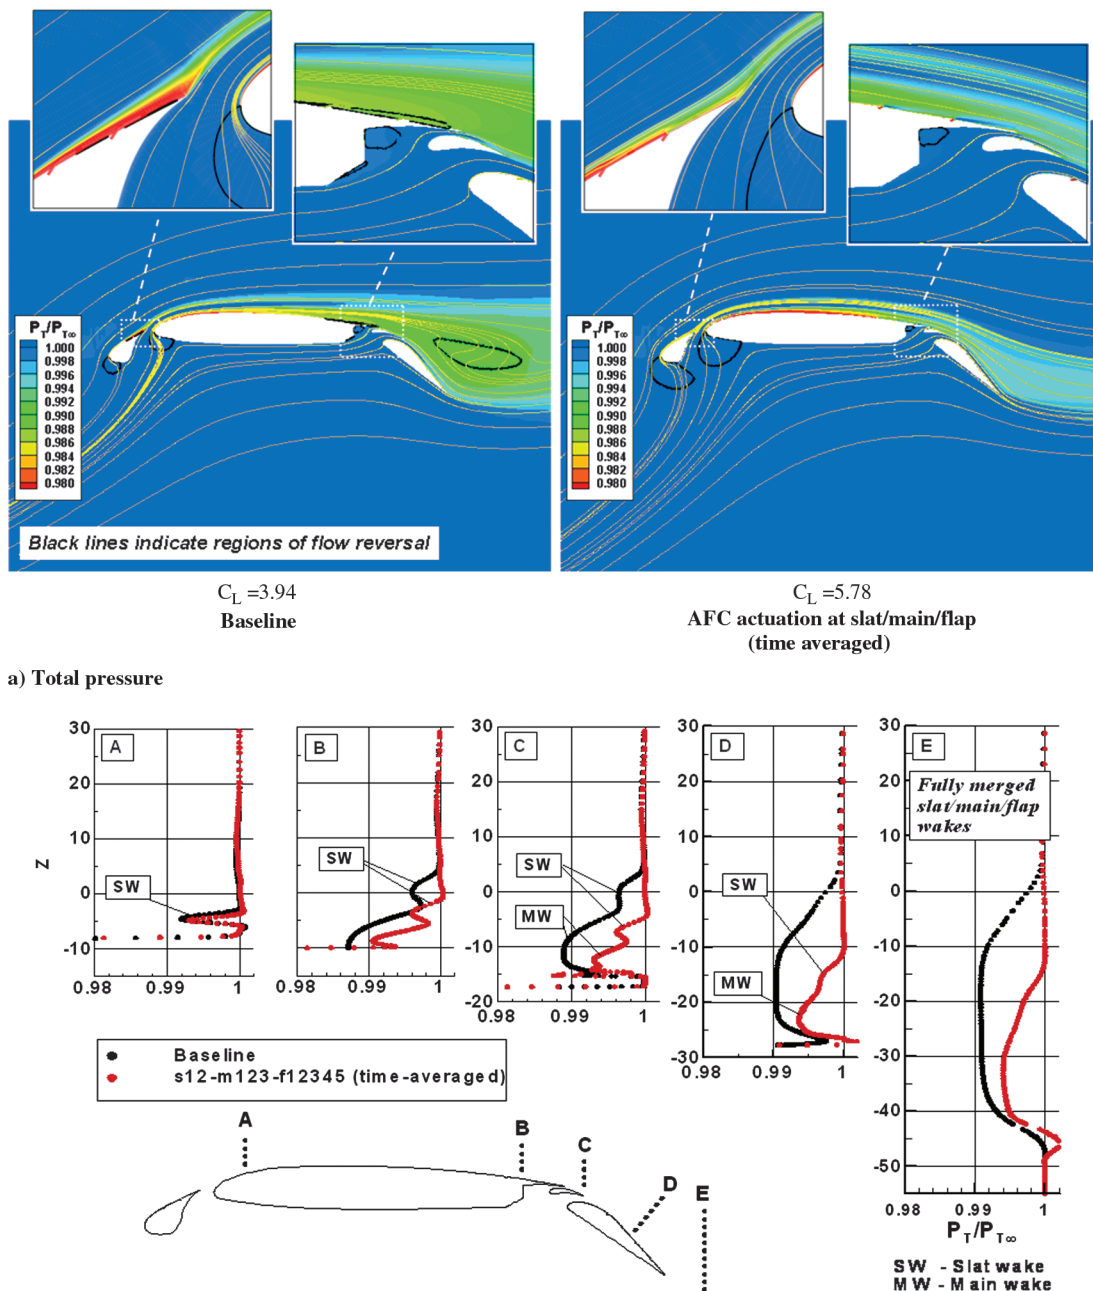 P_T/P_T∞
1.000
0.998
0.996
0.994
0.992
0.990
0.988
0.986
0.984
0.982
0.980
Black lines indicate regions of flow reversal
P_T/P_T∞
1.000
0.998
0.996
0.994
0.992
0.990
0.988
0.986
0.984
0.982
0.980
C_L =3.94
Baseline
C_L =5.78
AFC actuation at slat/main/flap
(time averaged)
a) Total pressure
A
Z
30
20
10
0
-10
SW
0.98 0.99 1
B
30
20
10
0
-10
SW
0.98 0.99 1
C
30
20
10
0
-10
-20
SW
MW
0.98 0.99 1
D
30
20
10
0
-10
-20
-30
SW
MW
0.98 0.99 1
E
30
20
10
0
-10
-20
-30
-40
-50
Fully merged
slat/main/flap
wakes
0.98 0.99 1
P_T/P_T∞
SW - Slat wake
MW - Main wake
Baseline
s12-m123-f12345 (time-averaged)
A
B
C
D
E